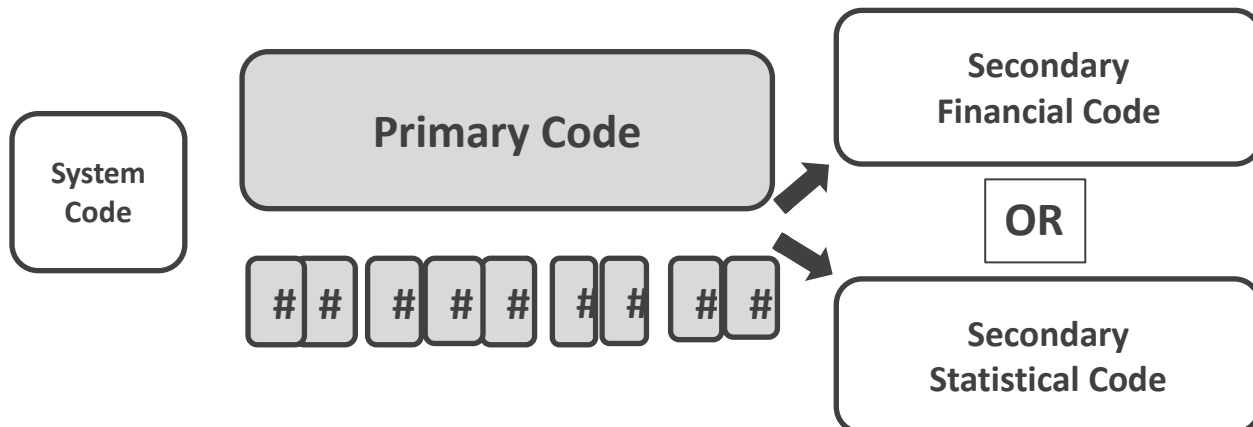 System
Code
Primary Code
# # # # # # # # #
Secondary
Financial Code
OR
Secondary
Statistical Code